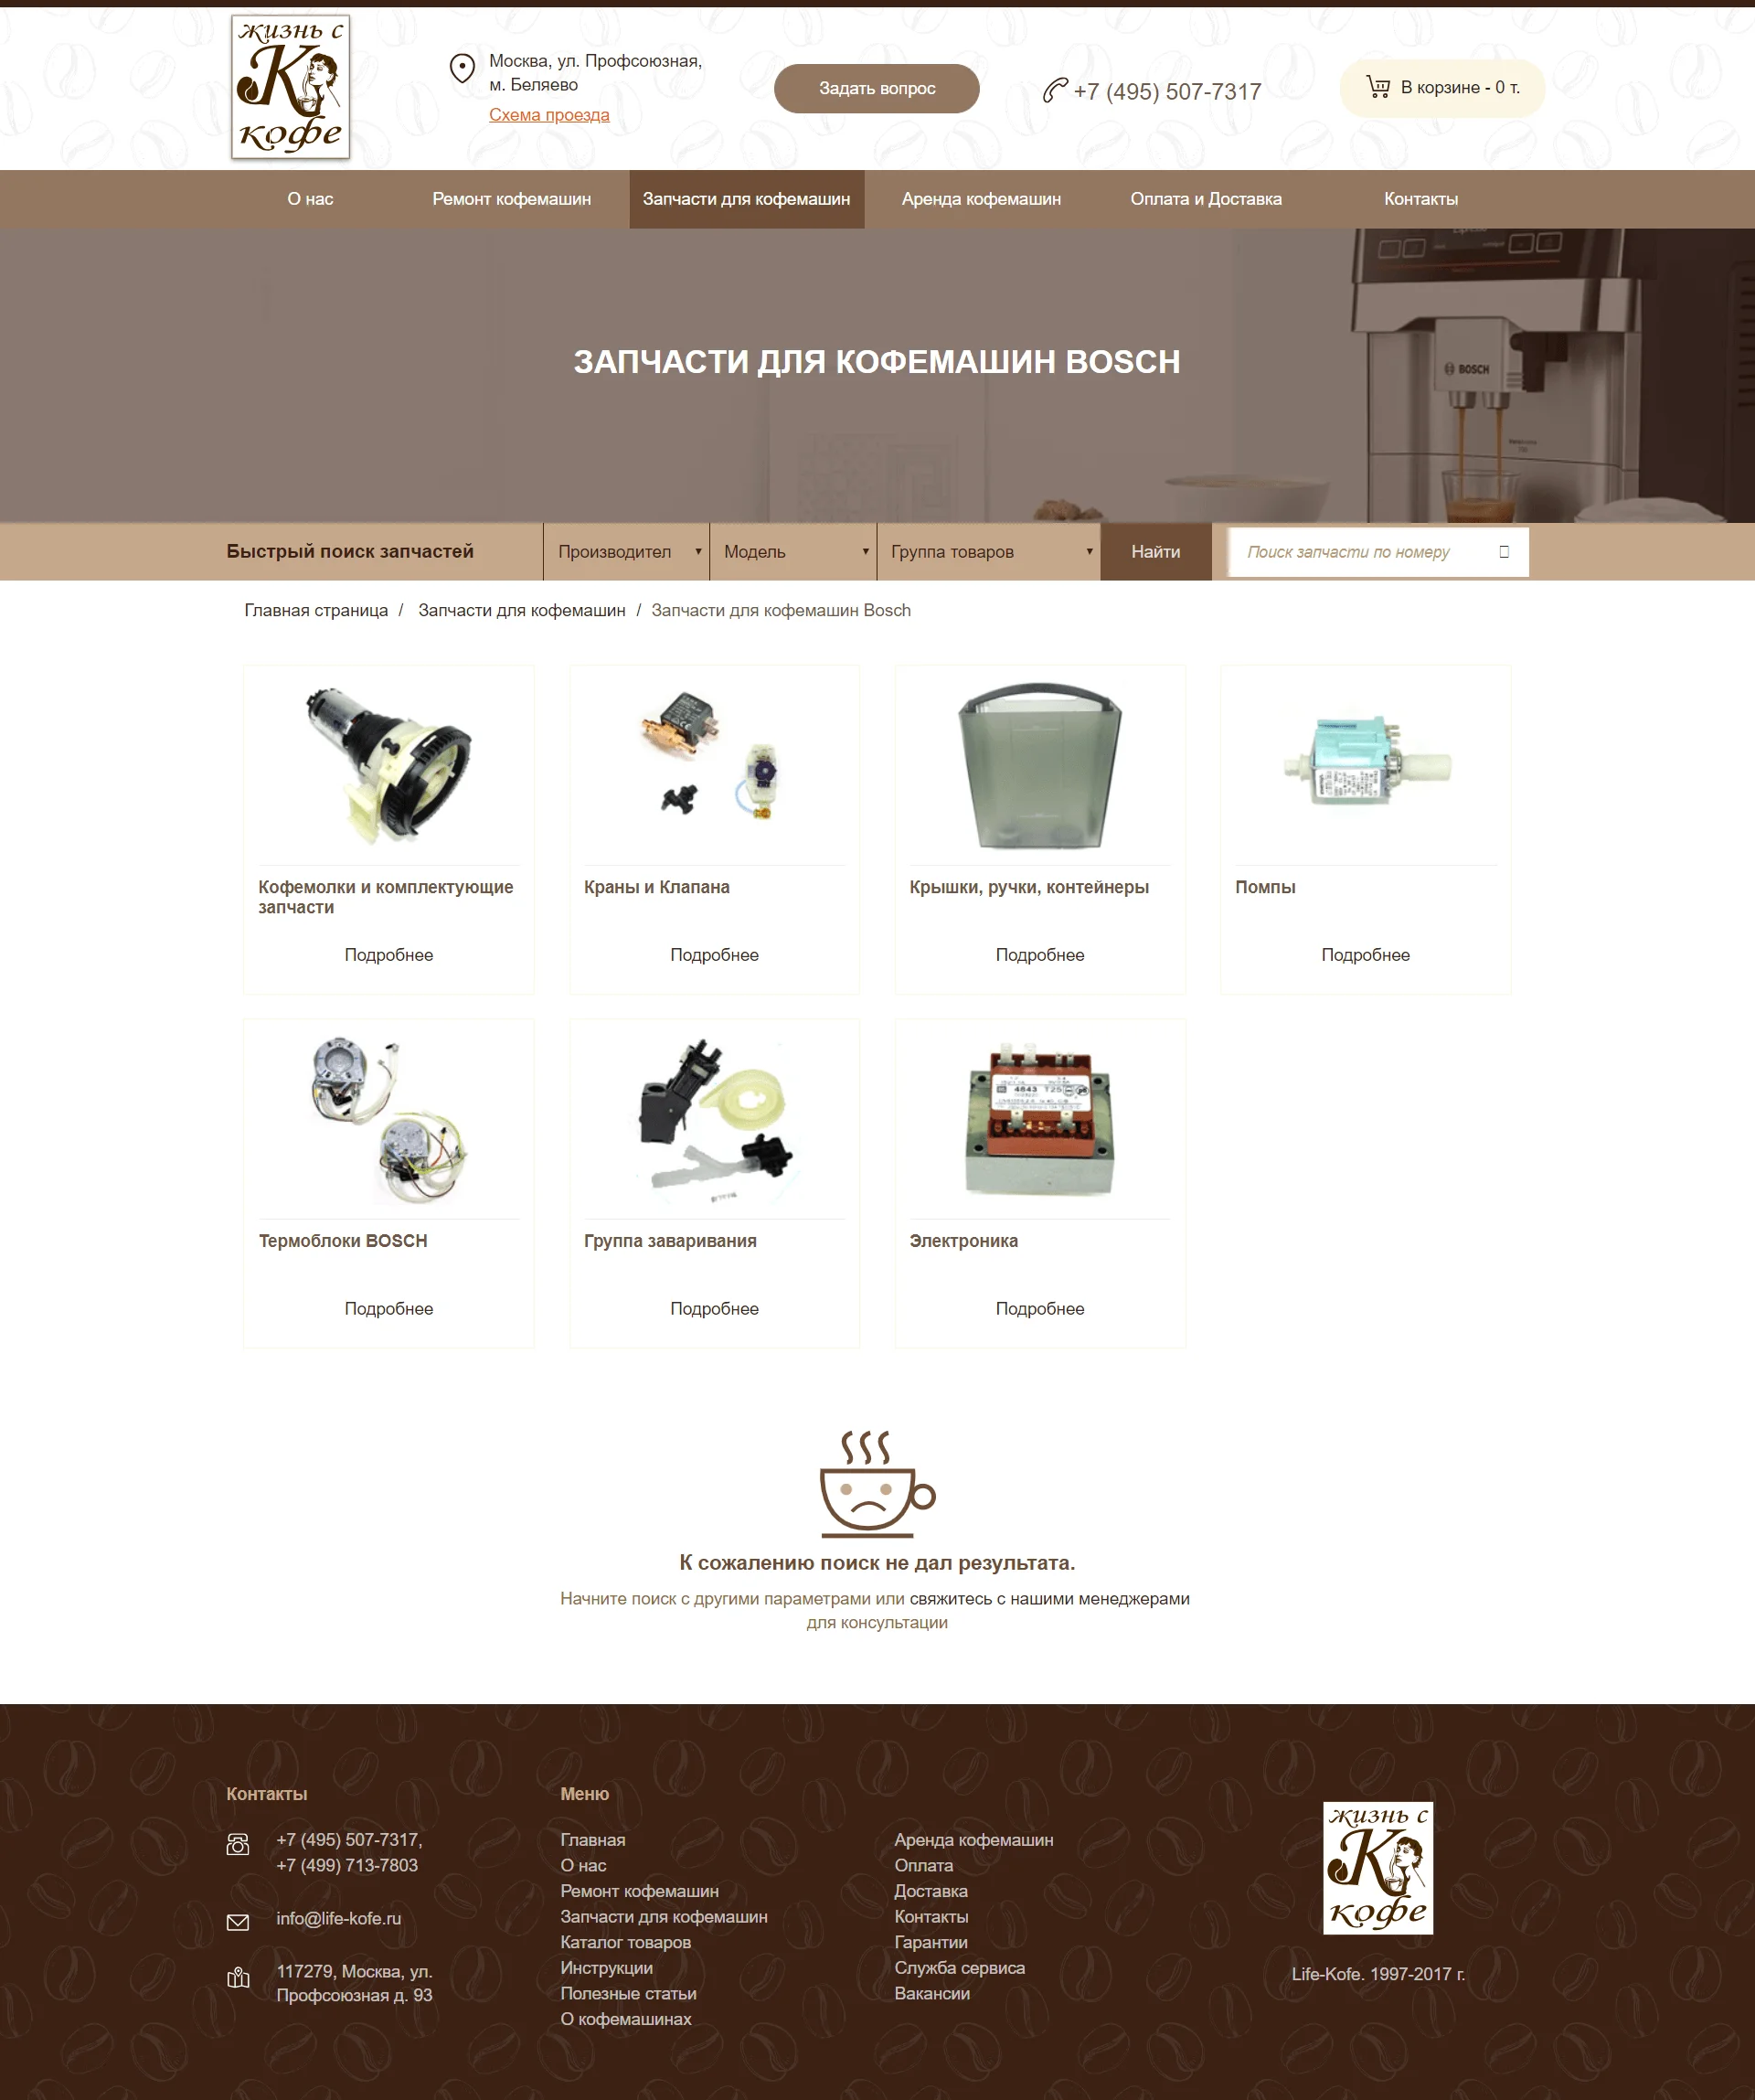 жизнь с
К
кофе
Москва, ул. Профсоюзная,
м. Беляево
Схема проезда
Задать вопрос
+7 (495) 507-7317
В корзине - 0 т.
О нас
Ремонт кофемашин
Запчасти для кофемашин
Аренда кофемашин
Оплата и Доставка
Контакты
ЗАПЧАСТИ ДЛЯ КОФЕМАШИН BOSCH
BOSCH
Быстрый поиск запчастей
Производител
Модель
Группа товаров
Найти
Поиск запчасти по номеру
Главная страница / Запчасти для кофемашин / Запчасти для кофемашин Bosch
Кофемолки и комплектующие
запчасти
Подробнее
Краны и Клапана
Подробнее
Крышки, ручки, контейнеры
Подробнее
Помпы
Подробнее
Термоблоки BOSCH
Подробнее
Группа заваривания
Подробнее
4843 T25
Электроника
Подробнее
К сожалению поиск не дал результата.
Начните поиск с другими параметрами или свяжитесь с нашими менеджерами
для консультации
Контакты
+7 (495) 507-7317,
+7 (499) 713-7803
info@life-kofe.ru
117279, Москва, ул.
Профсоюзная д. 93
Меню
Главная
О нас
Ремонт кофемашин
Запчасти для кофемашин
Каталог товаров
Инструкции
Полезные статьи
О кофемашинах
Аренда кофемашин
Оплата
Доставка
Контакты
Гарантии
Служба сервиса
Вакансии
жизнь с
К
кофе
Life-Kofe. 1997-2017 г.